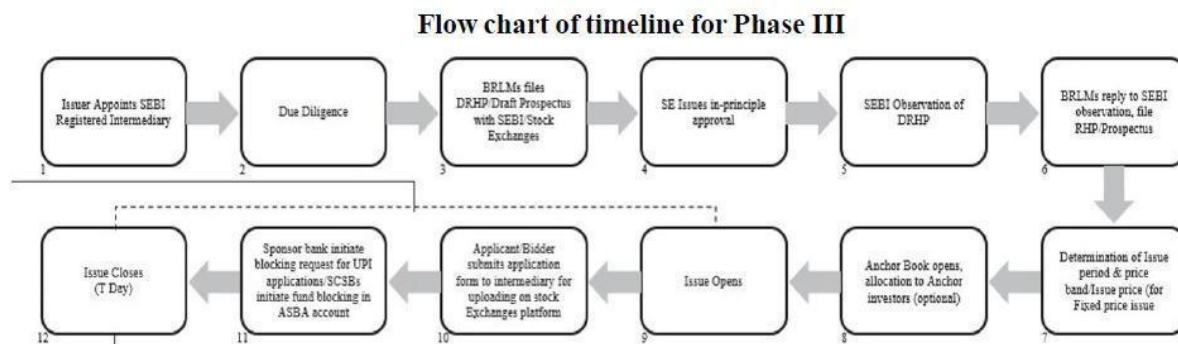 Flow chart of timeline for Phase III
Issuer Appoints SEBI
Registered Intermediary
1
Due Diligence
2
BRLMs files
DRHP/Draft Prospectus
with SEBI/Stock
Exchanges
3
SE Issues in-principle
approval
4
SEBI Observation of
DRHP
5
BRLMs reply to SEBI
observation, file
RHP/Prospectus
6
Determination of Issue
period & price
band/Issue price (for
Fixed price issue
7
Anchor Book opens,
allocation to Anchor
investors (optional)
8
Issue Opens
9
Applicant/Bidder
submits application
form to intermediary for
uploading on stock
Exchanges platform
10
Sponsor bank initiate
blocking request for UPI
applications/SCSBs
initiate fund blocking in
ASBA account
11
Issue Closes
(T Day)
12